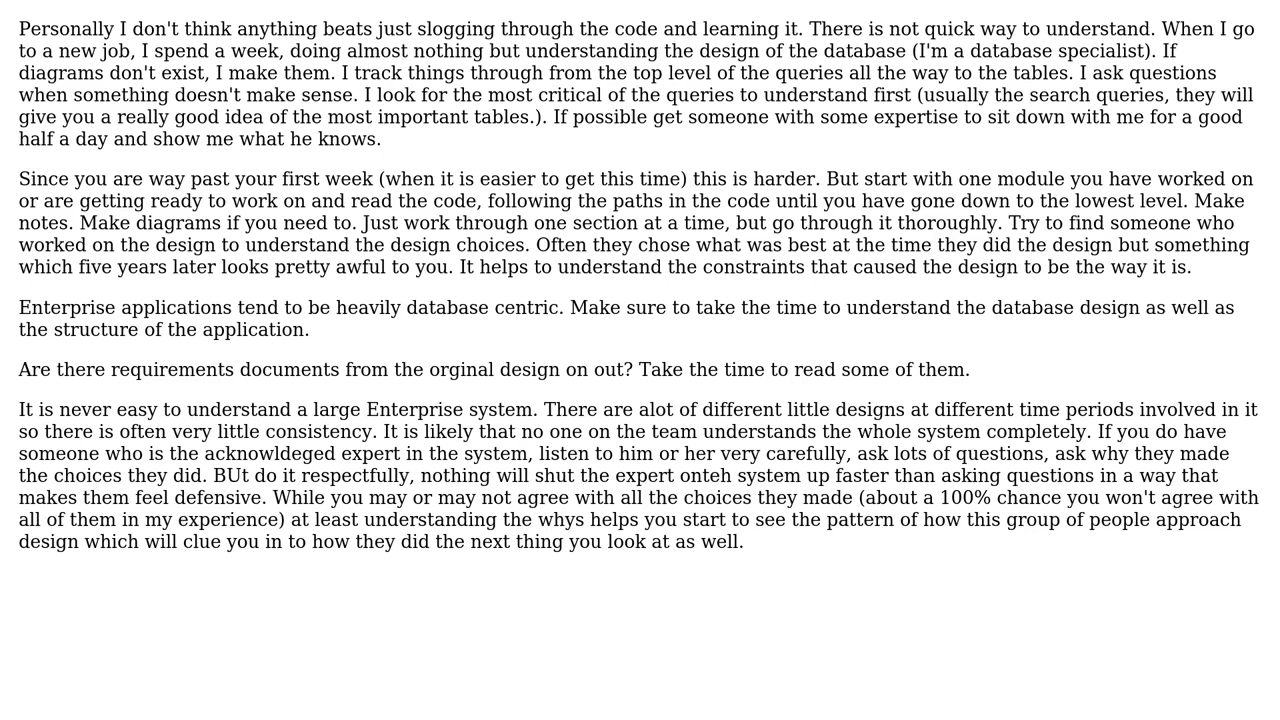 Personally I don't think anything beats just slogging through the code and learning it. There is not quick way to understand. When I go
to a new job, I spend a week, doing almost nothing but understanding the design of the database (I'm a database specialist). If
diagrams don't exist, I make them. I track things through from the top level of the queries all the way to the tables. I ask questions
when something doesn't make sense. I look for the most critical of the queries to understand first (usually the search queries, they will
give you a really good idea of the most important tables.). If possible get someone with some expertise to sit down with me for a good
half a day and show me what he knows.
Since you are way past your first week (when it is easier to get this time) this is harder. But start with one module you have worked on
or are getting ready to work on and read the code, following the paths in the code until you have gone down to the lowest level. Make
notes. Make diagrams if you need to. Just work through one section at a time, but go through it thoroughly. Try to find someone who
worked on the design to understand the design choices. Often they chose what was best at the time they did the design but something
which five years later looks pretty awful to you. It helps to understand the constraints that caused the design to be the way it is.
Enterprise applications tend to be heavily database centric. Make sure to take the time to understand the database design as well as
the structure of the application.
Are there requirements documents from the orginal design on out? Take the time to read some of them.
It is never easy to understand a large Enterprise system. There are alot of different little designs at different time periods involved in it
so there is often very little consistency. It is likely that no one on the team understands the whole system completely. If you do have
someone who is the acknowldeged expert in the system, listen to him or her very carefully, ask lots of questions, ask why they made
the choices they did. BUt do it respectfully, nothing will shut the expert onteh system up faster than asking questions in a way that
makes them feel defensive. While you may or may not agree with all the choices they made (about a 100% chance you won't agree with
all of them in my experience) at least understanding the whys helps you start to see the pattern of how this group of people approach
design which will clue you in to how they did the next thing you look at as well.